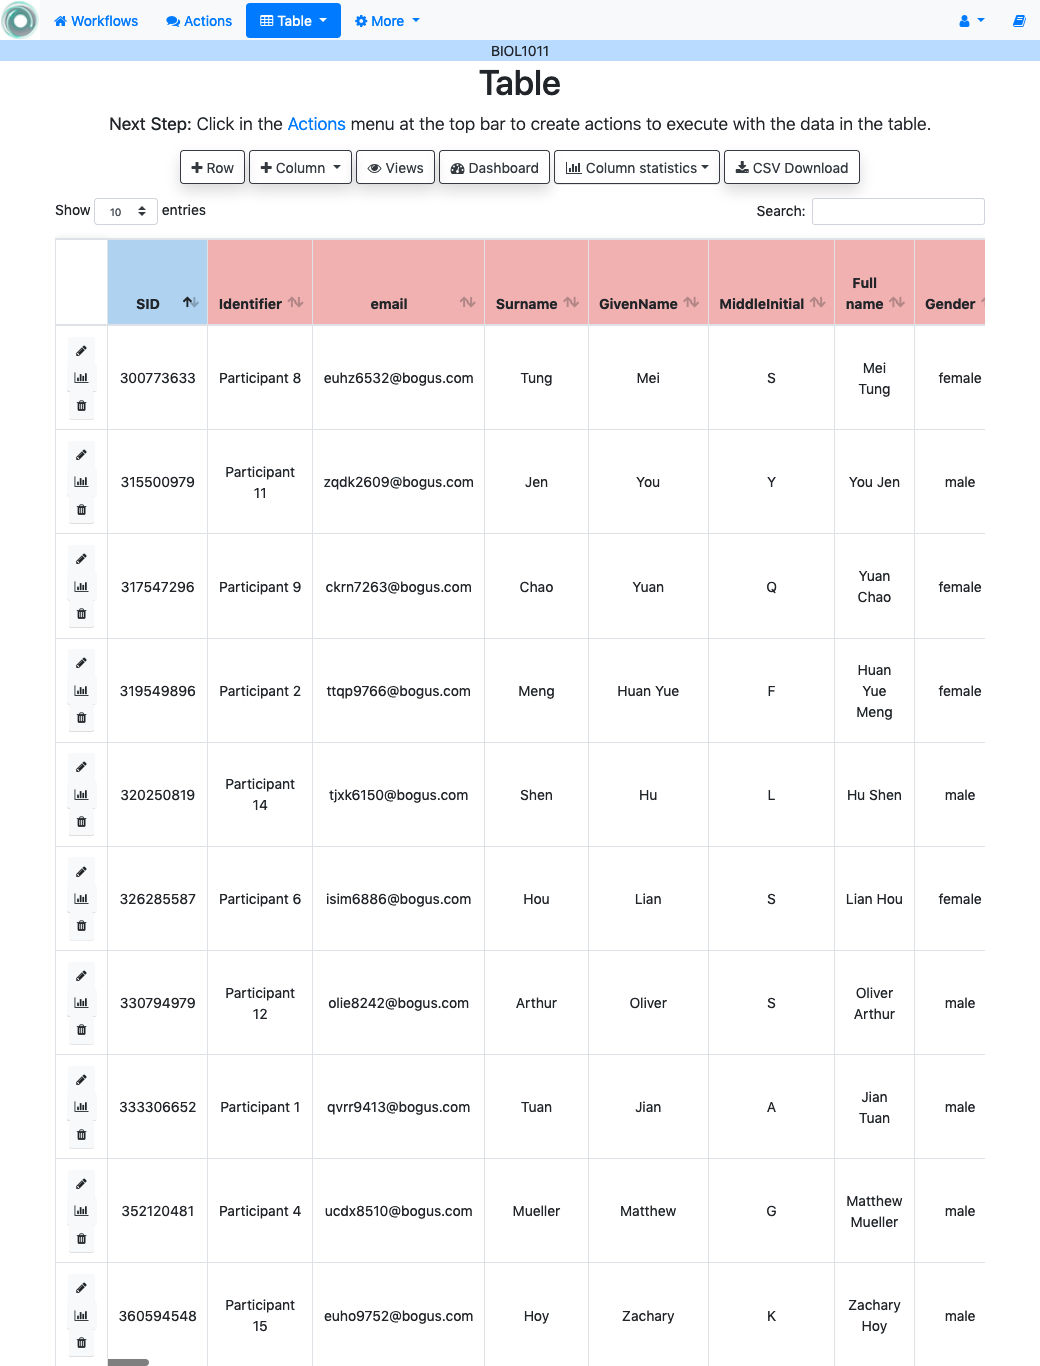 Workflows Actions Table More
BIOL1011
Table
Next Step: Click in the Actions menu at the top bar to create actions to execute with the data in the table.
Row Column Views Dashboard Column statistics CSV Download
Show 10 entries Search:
SID Identifier email Surname GivenName MiddleInitial Full name Gender
300773633 Participant 8 euhz6532@bogus.com Tung Mei S Mei Tung female
315500979 Participant 11 zqdk2609@bogus.com Jen You Y You Jen male
317547296 Participant 9 ckrn7263@bogus.com Chao Yuan Q Yuan Chao female
319549896 Participant 2 ttqp9766@bogus.com Meng Huan Yue F Huan Yue Meng female
320250819 Participant 14 tjxk6150@bogus.com Shen Hu L Hu Shen male
326285587 Participant 6 isim6886@bogus.com Hou Lian S Lian Hou female
330794979 Participant 12 olie8242@bogus.com Arthur Oliver S Oliver Arthur male
333306652 Participant 1 qvrr9413@bogus.com Tuan Jian A Jian Tuan male
352120481 Participant 4 ucdx8510@bogus.com Mueller Matthew G Matthew Mueller male
360594548 Participant 15 euho9752@bogus.com Hoy Zachary K Zachary Hoy male